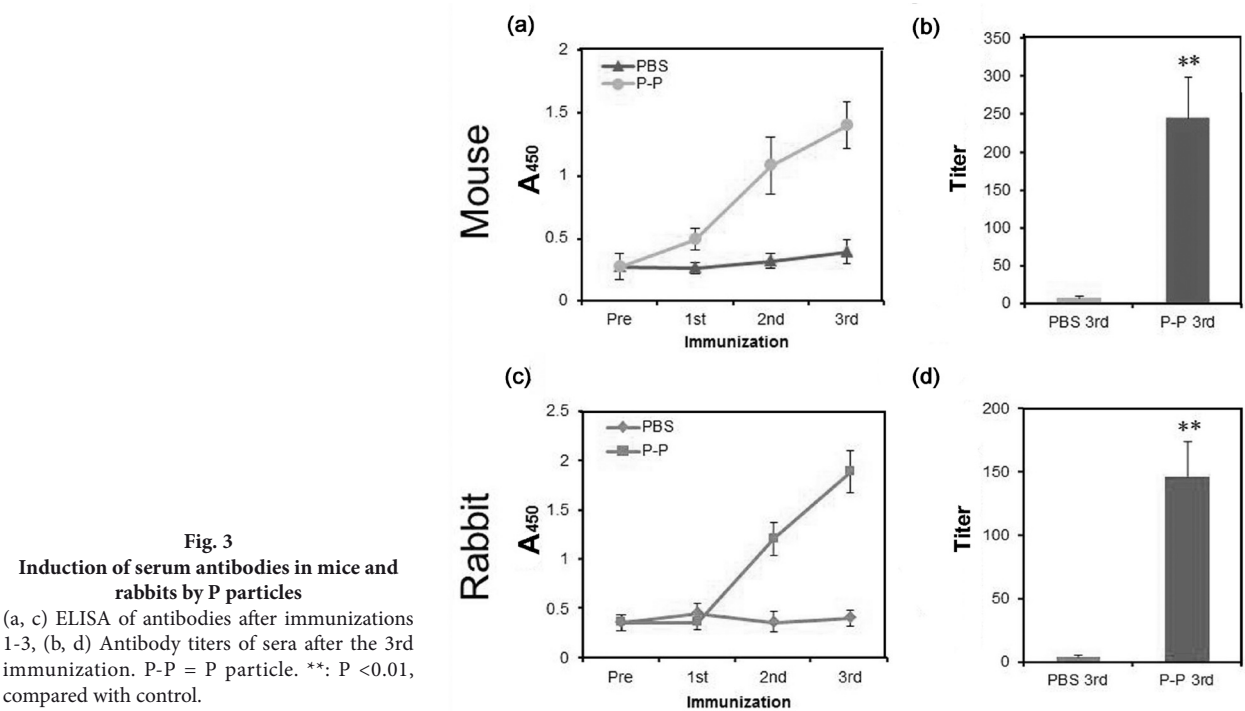 (a)
Mouse
A450
2
1.5
1
0.5
0
PBS
P-P
Pre 1st 2nd 3rd
Immunization
(b)
Titer
350
300
250
200
150
100
50
0
**
PBS 3rd P-P 3rd
(c)
Rabbit
A450
2.5
2
1.5
1
0.5
0
PBS
P-P
Pre 1st 2nd 3rd
Immunization
(d)
Titer
200
150
100
50
0
**
PBS 3rd P-P 3rd
Fig. 3
Induction of serum antibodies in mice and
rabbits by P particles
(a, c) ELISA of antibodies after immunizations
1-3, (b, d) Antibody titers of sera after the 3rd
immunization. P-P = P particle. **: P <0.01,
compared with control.